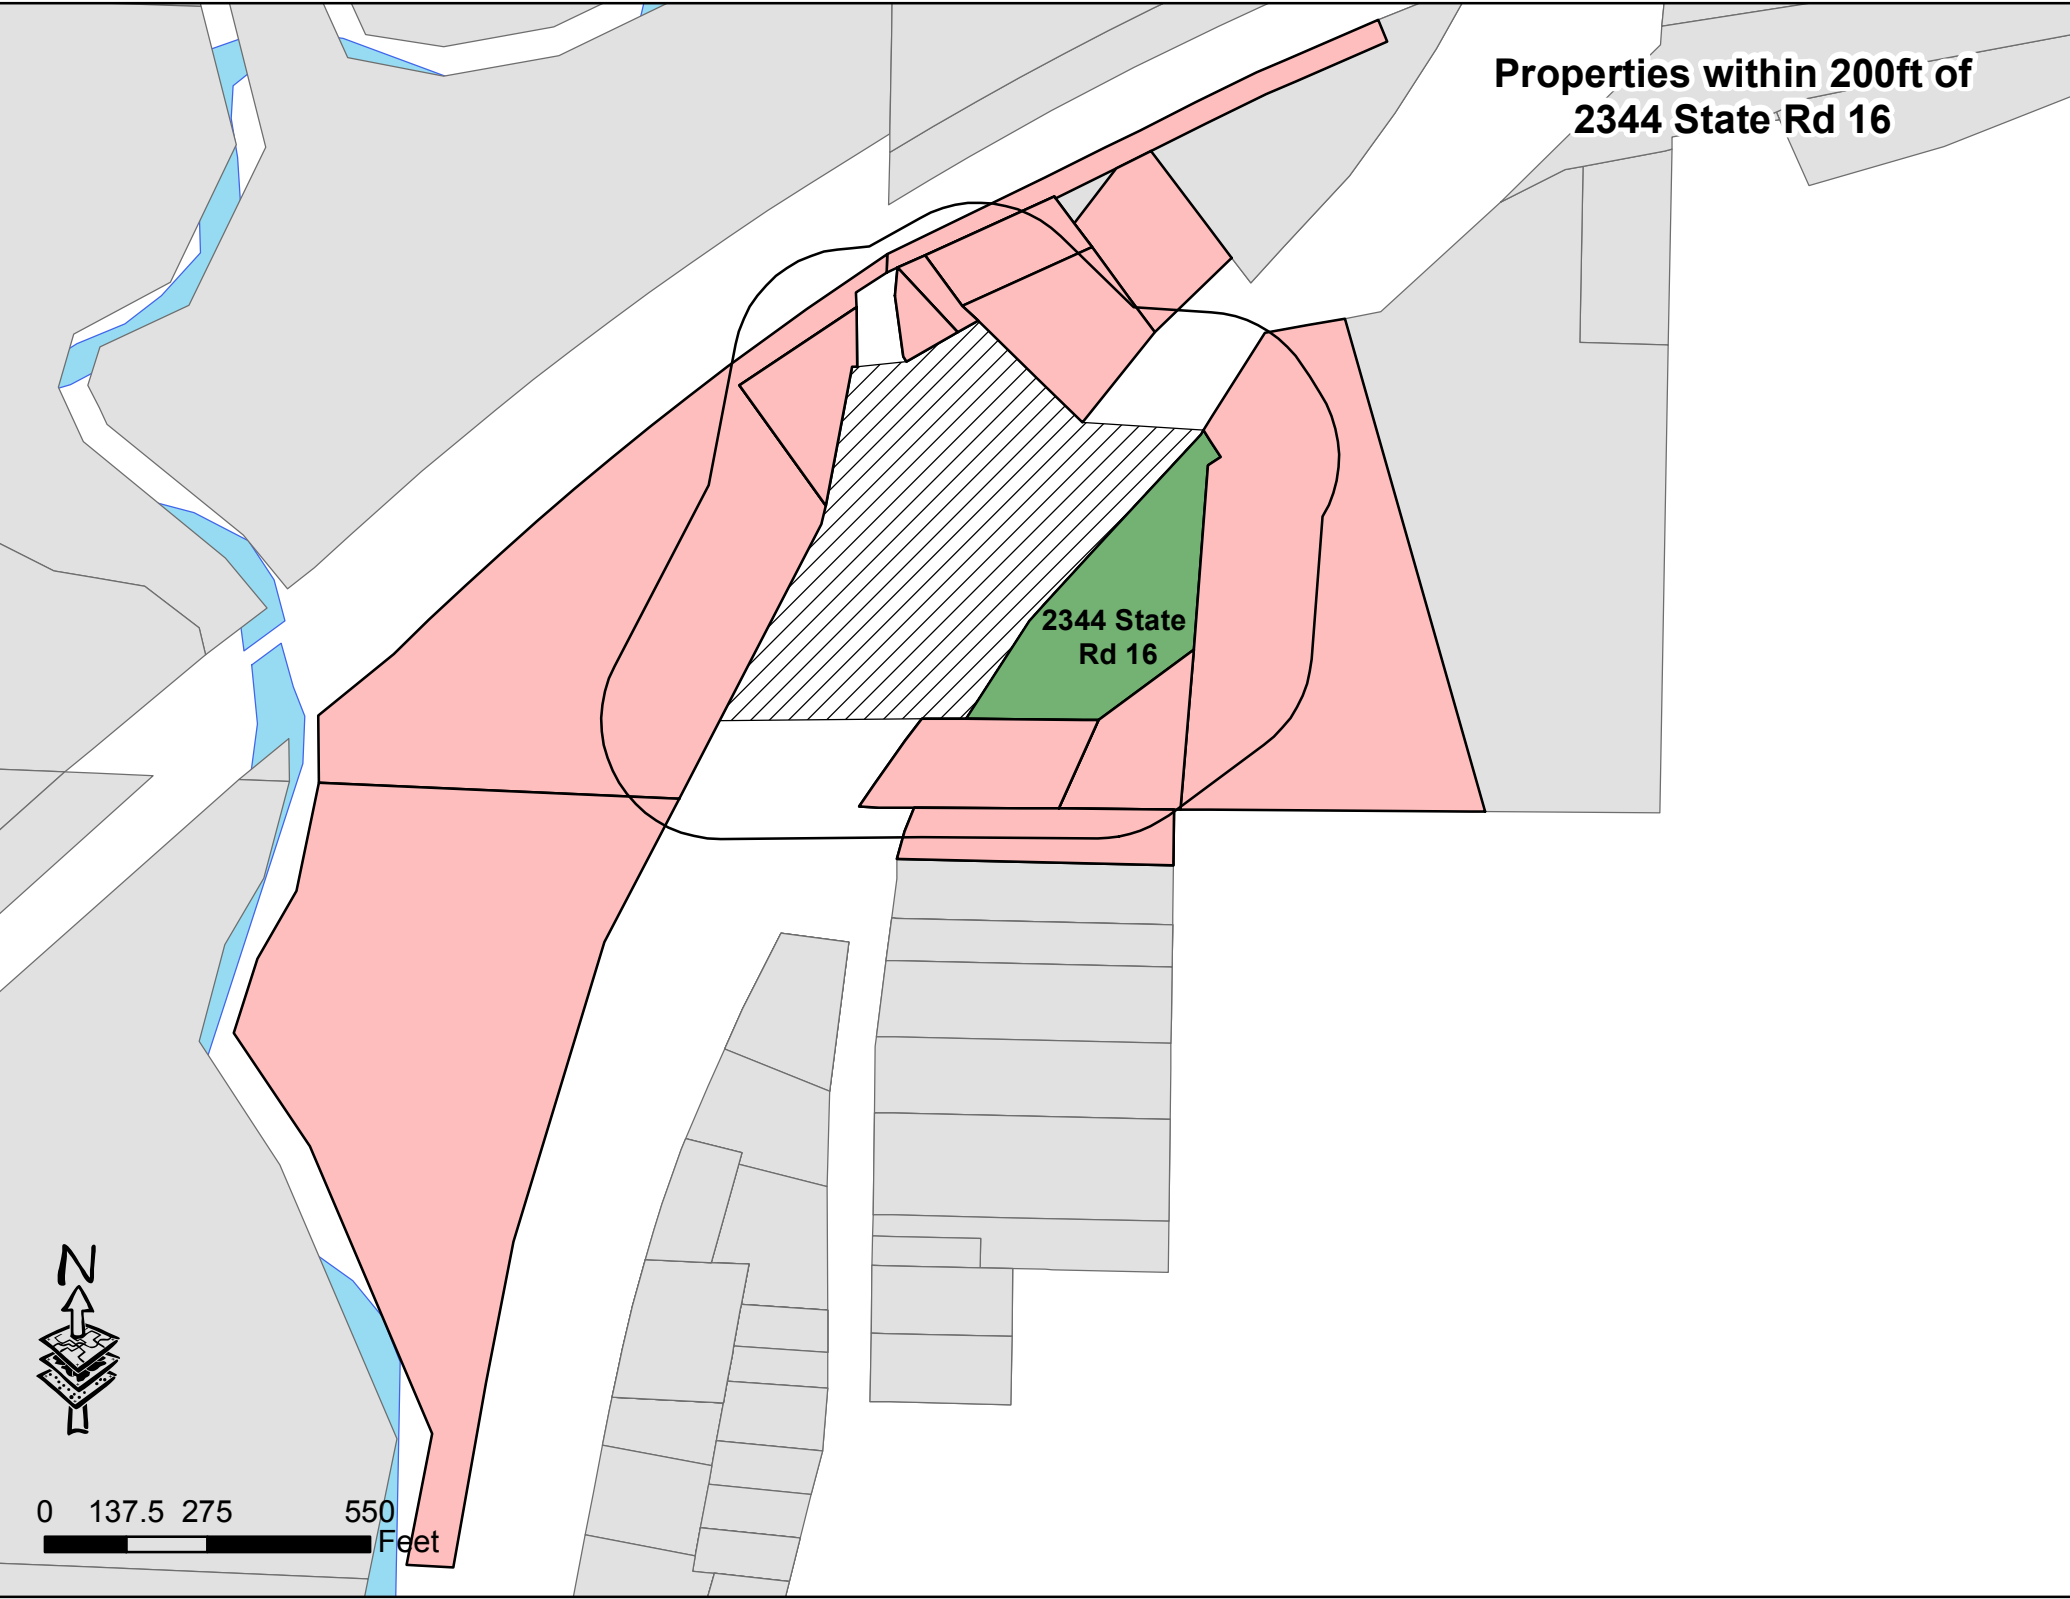 Properties within 200ft of
2344 State Rd 16
2344 State
Rd 16
N
0 137.5 275 550
Feet